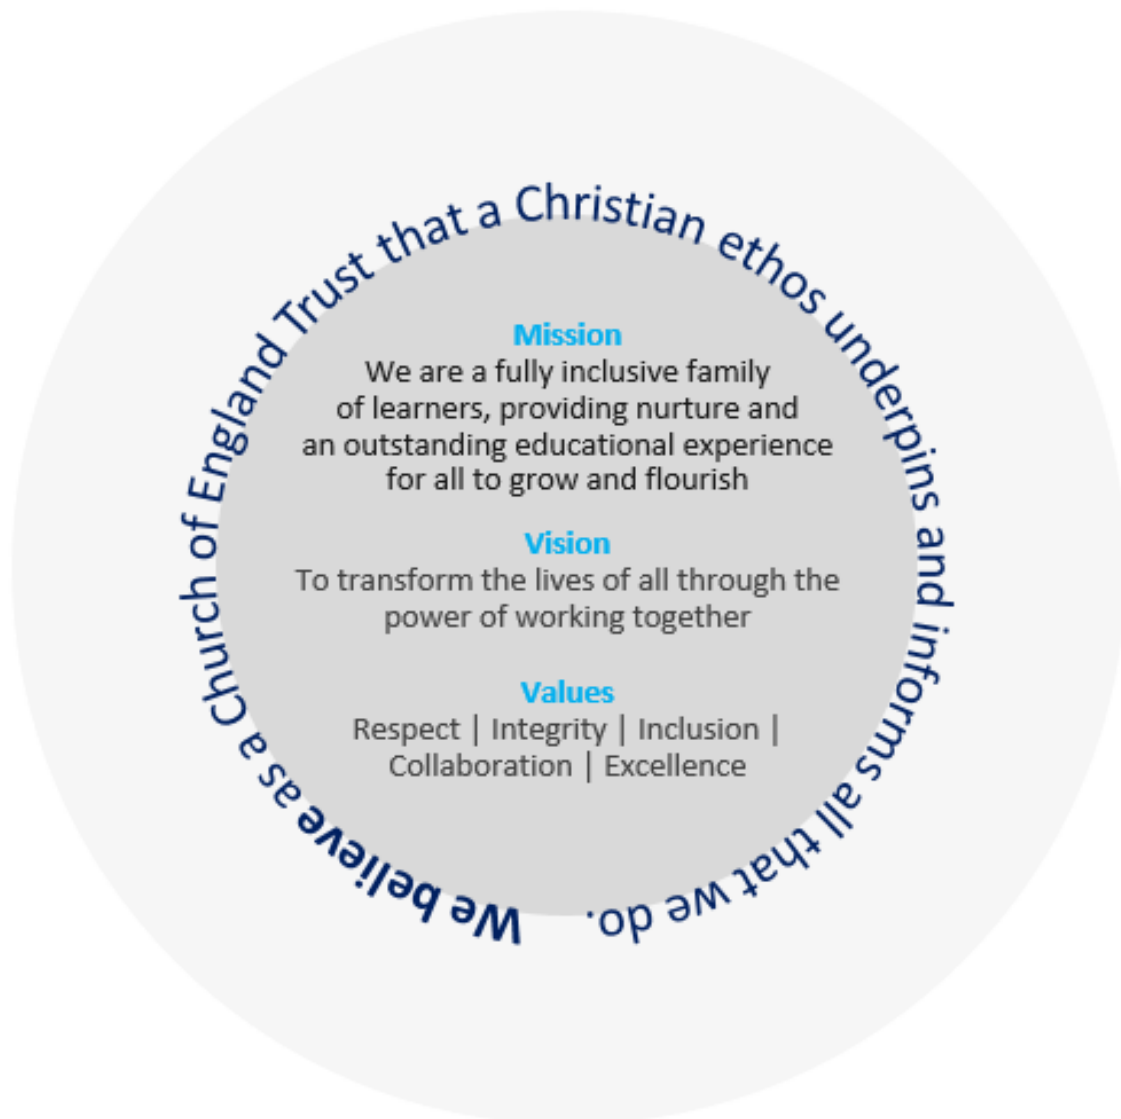 We believe as a Church of England Trust that a Christian ethos underpins and informs all that we do.
Mission
We are a fully inclusive family
of learners, providing nurture and
an outstanding educational experience
for all to grow and flourish
Vision
To transform the lives of all through the
power of working together
Values
Respect | Integrity | Inclusion |
Collaboration | Excellence